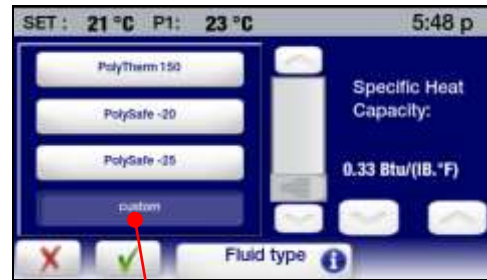 SET: 21 °C P1: 23 °C 5:48 p
PolyTherm 150
PolySafe -20
PolySafe -25
custom
Specific Heat
Capacity:
0.33 Btu/(lB.°F)
Fluid type